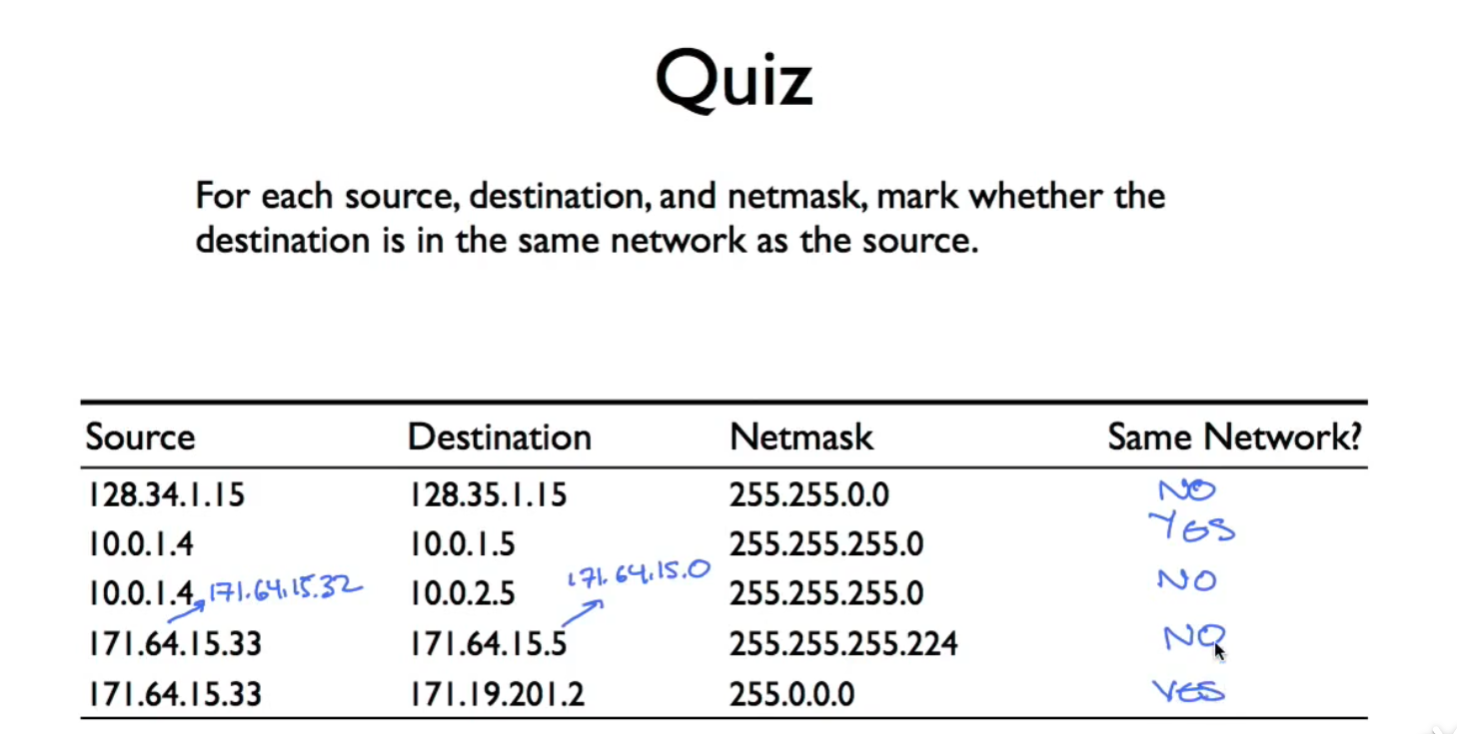 Quiz
For each source, destination, and netmask, mark whether the
destination is in the same network as the source.
Source Destination Netmask Same Network?
128.34.1.15 128.35.1.15 255.255.0.0 NO
10.0.1.4 10.0.1.5 255.255.255.0 YES
10.0.1.4 171.64.15.32 10.0.2.5 171.64.15.0 255.255.255.0 NO
171.64.15.33 171.64.15.5 255.255.255.224 NO
171.64.15.33 171.19.201.2 255.0.0.0 YES